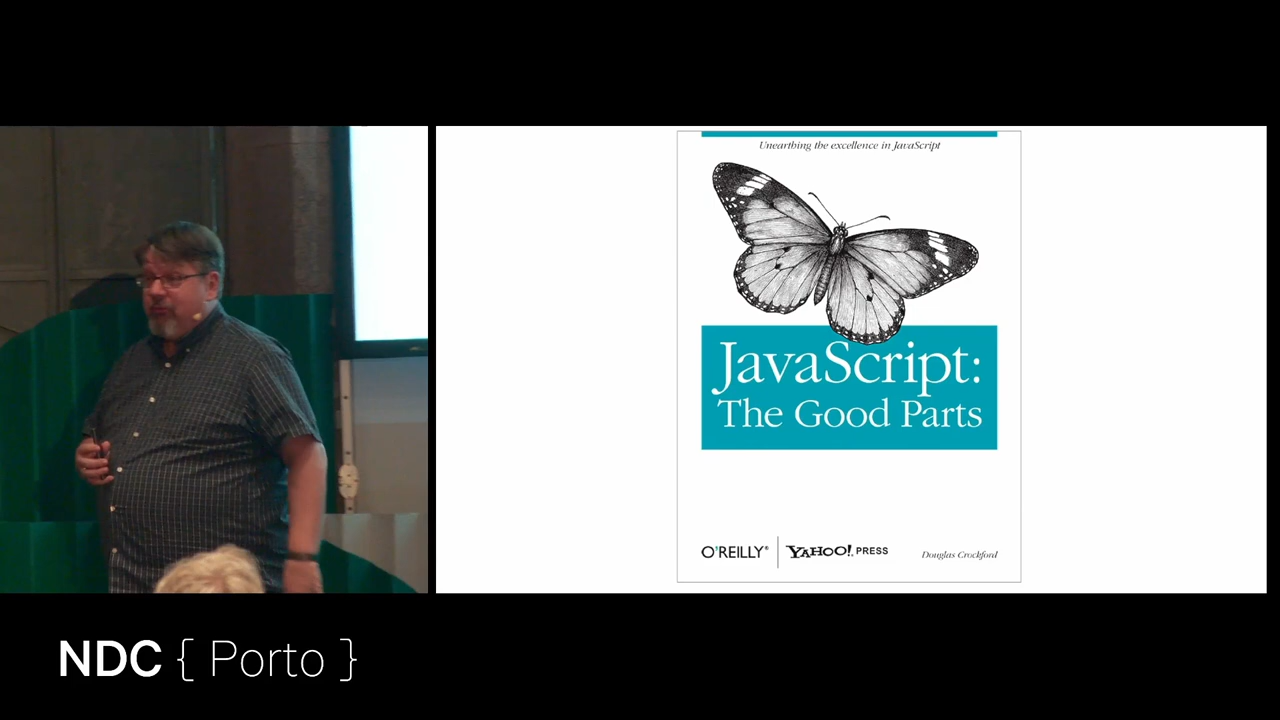 Unearthing the excellence in JavaScript
JavaScript:
The Good Parts
O'REILLY®
YAHOO! PRESS
Douglas Crockford
NDC { Porto }